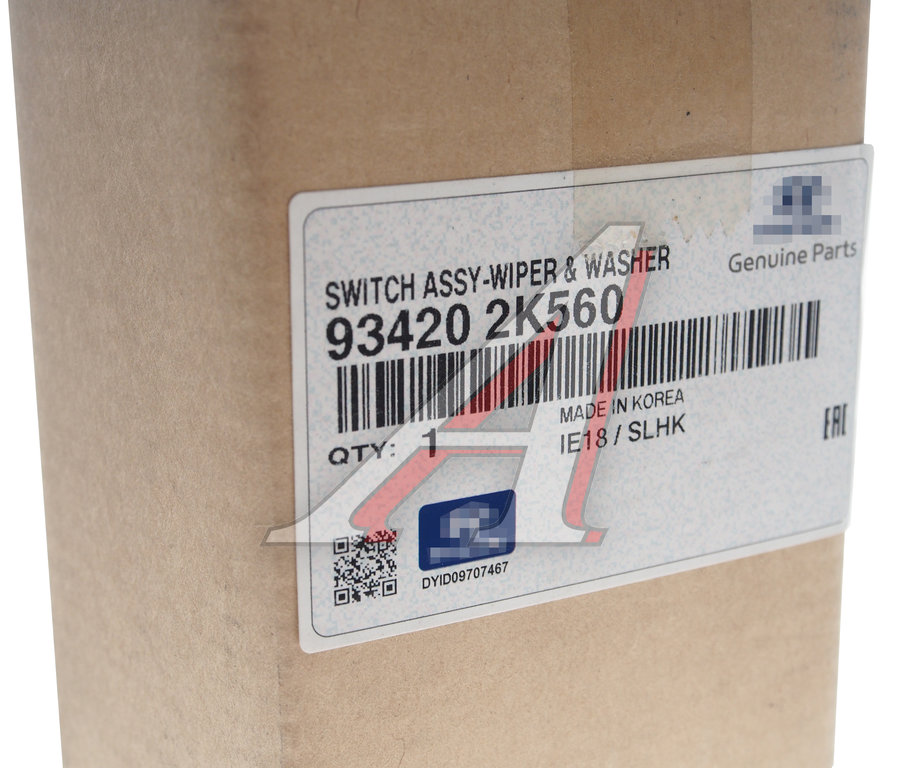 Genuine Parts
SWITCH ASSY-WIPER & WASHER
93420 2K560
MADE IN KOREA
QTY: 1
IE18 / SLHK
EAC
DYID09707467